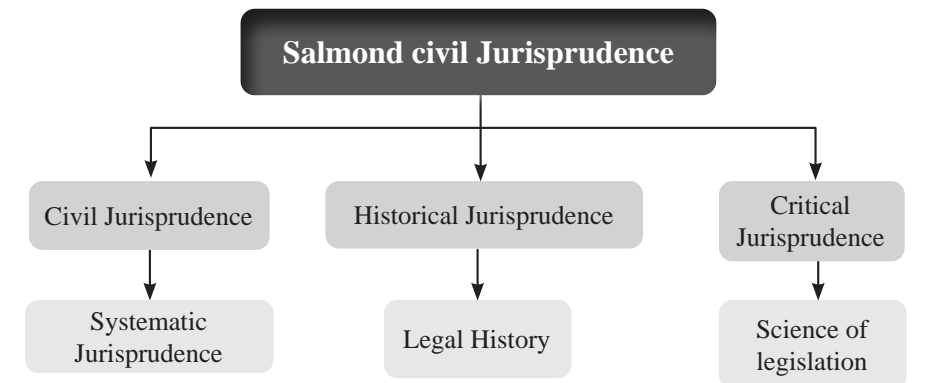 Salmond civil Jurisprudence
Civil Jurisprudence
Historical Jurisprudence
Critical
Jurisprudence
Systematic
Jurisprudence
Legal History
Science of
legislation